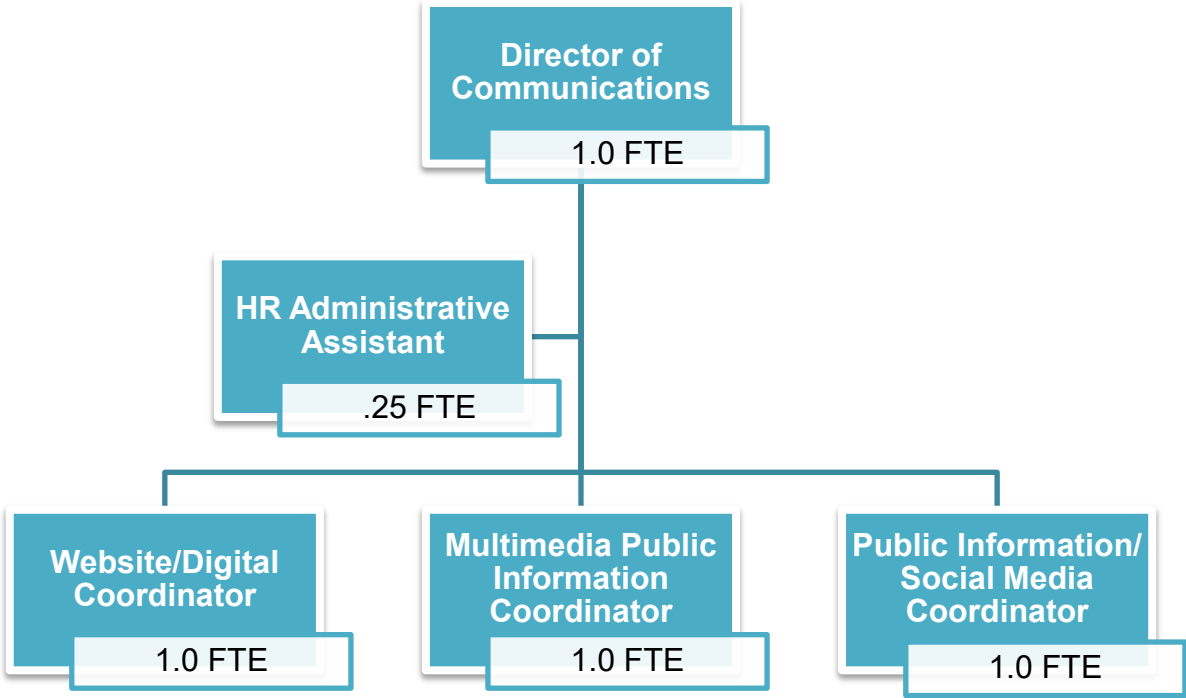 Director of
Communications
1.0 FTE
HR Administrative
Assistant
.25 FTE
Website/Digital
Coordinator
1.0 FTE
Multimedia Public
Information
Coordinator
1.0 FTE
Public Information/
Social Media
Coordinator
1.0 FTE